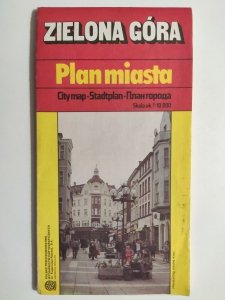 ZIELONA GÓRA
Plan miasta
City map - Stadtplan - План города
Skala ok. 1:10 000